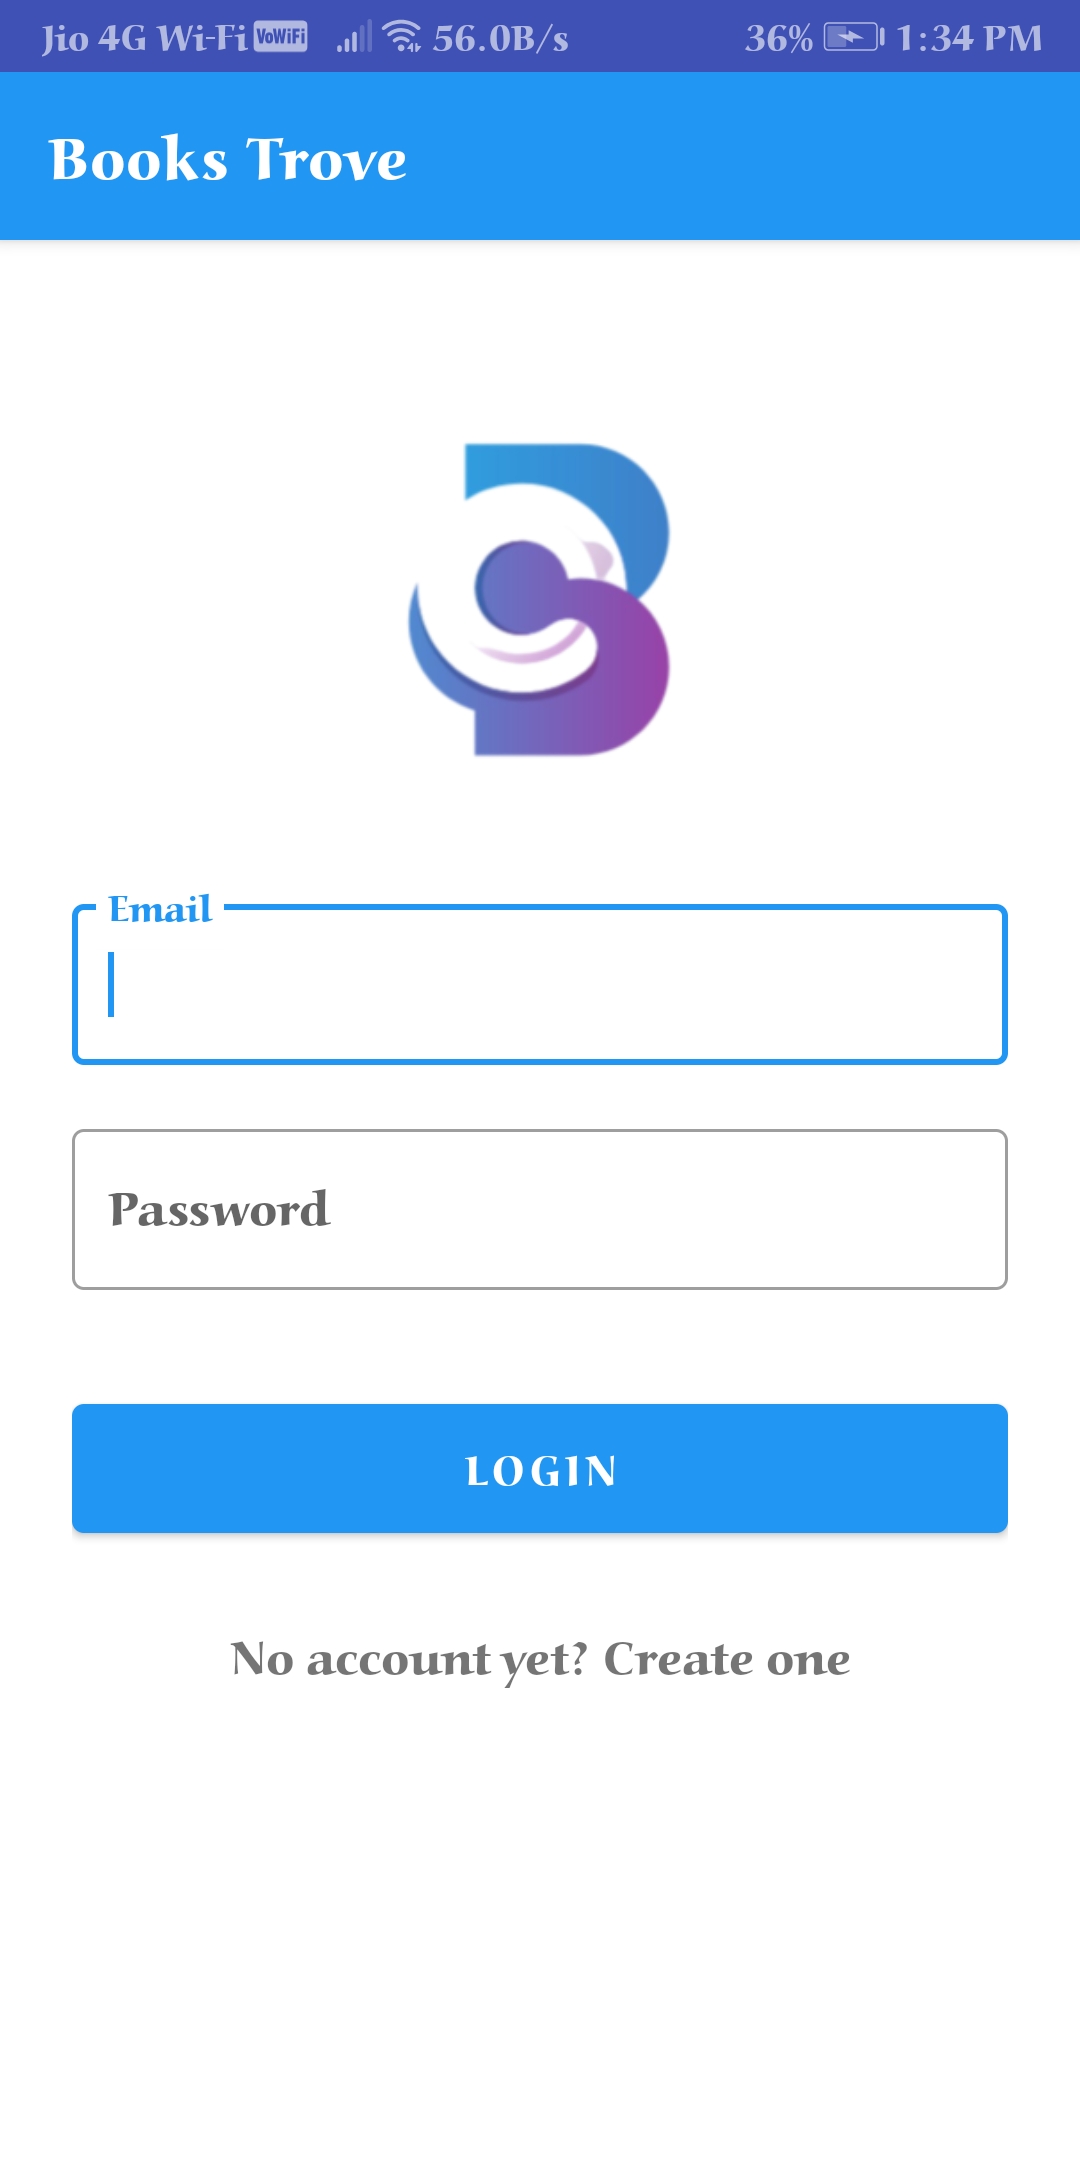 Jio 4G Wi-Fi VoWiFi 56.0B/s 36% 1:34 PM
Books Trove
Email
Password
LOGIN
No account yet? Create one